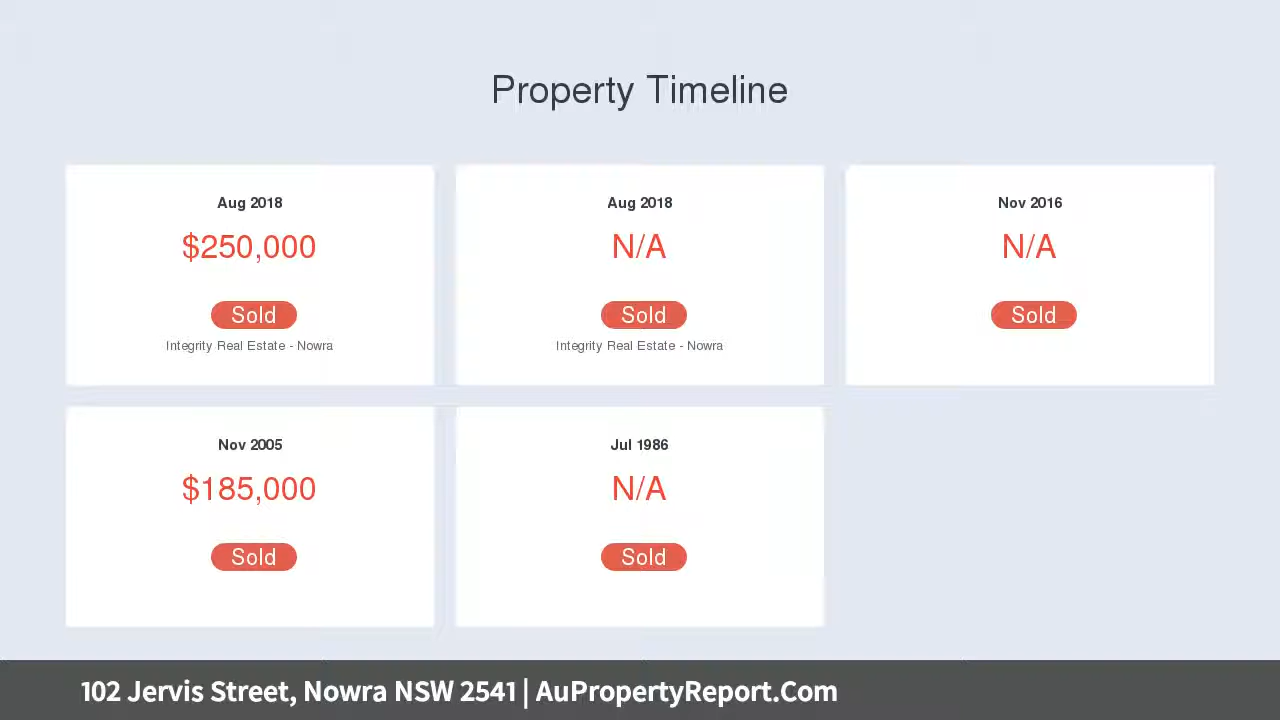 Property Timeline
Aug 2018
$250,000
Sold
Integrity Real Estate - Nowra
Aug 2018
N/A
Sold
Integrity Real Estate - Nowra
Nov 2016
N/A
Sold
Nov 2005
$185,000
Sold
Jul 1986
N/A
Sold
102 Jervis Street, Nowra NSW 2541 | AuPropertyReport.Com